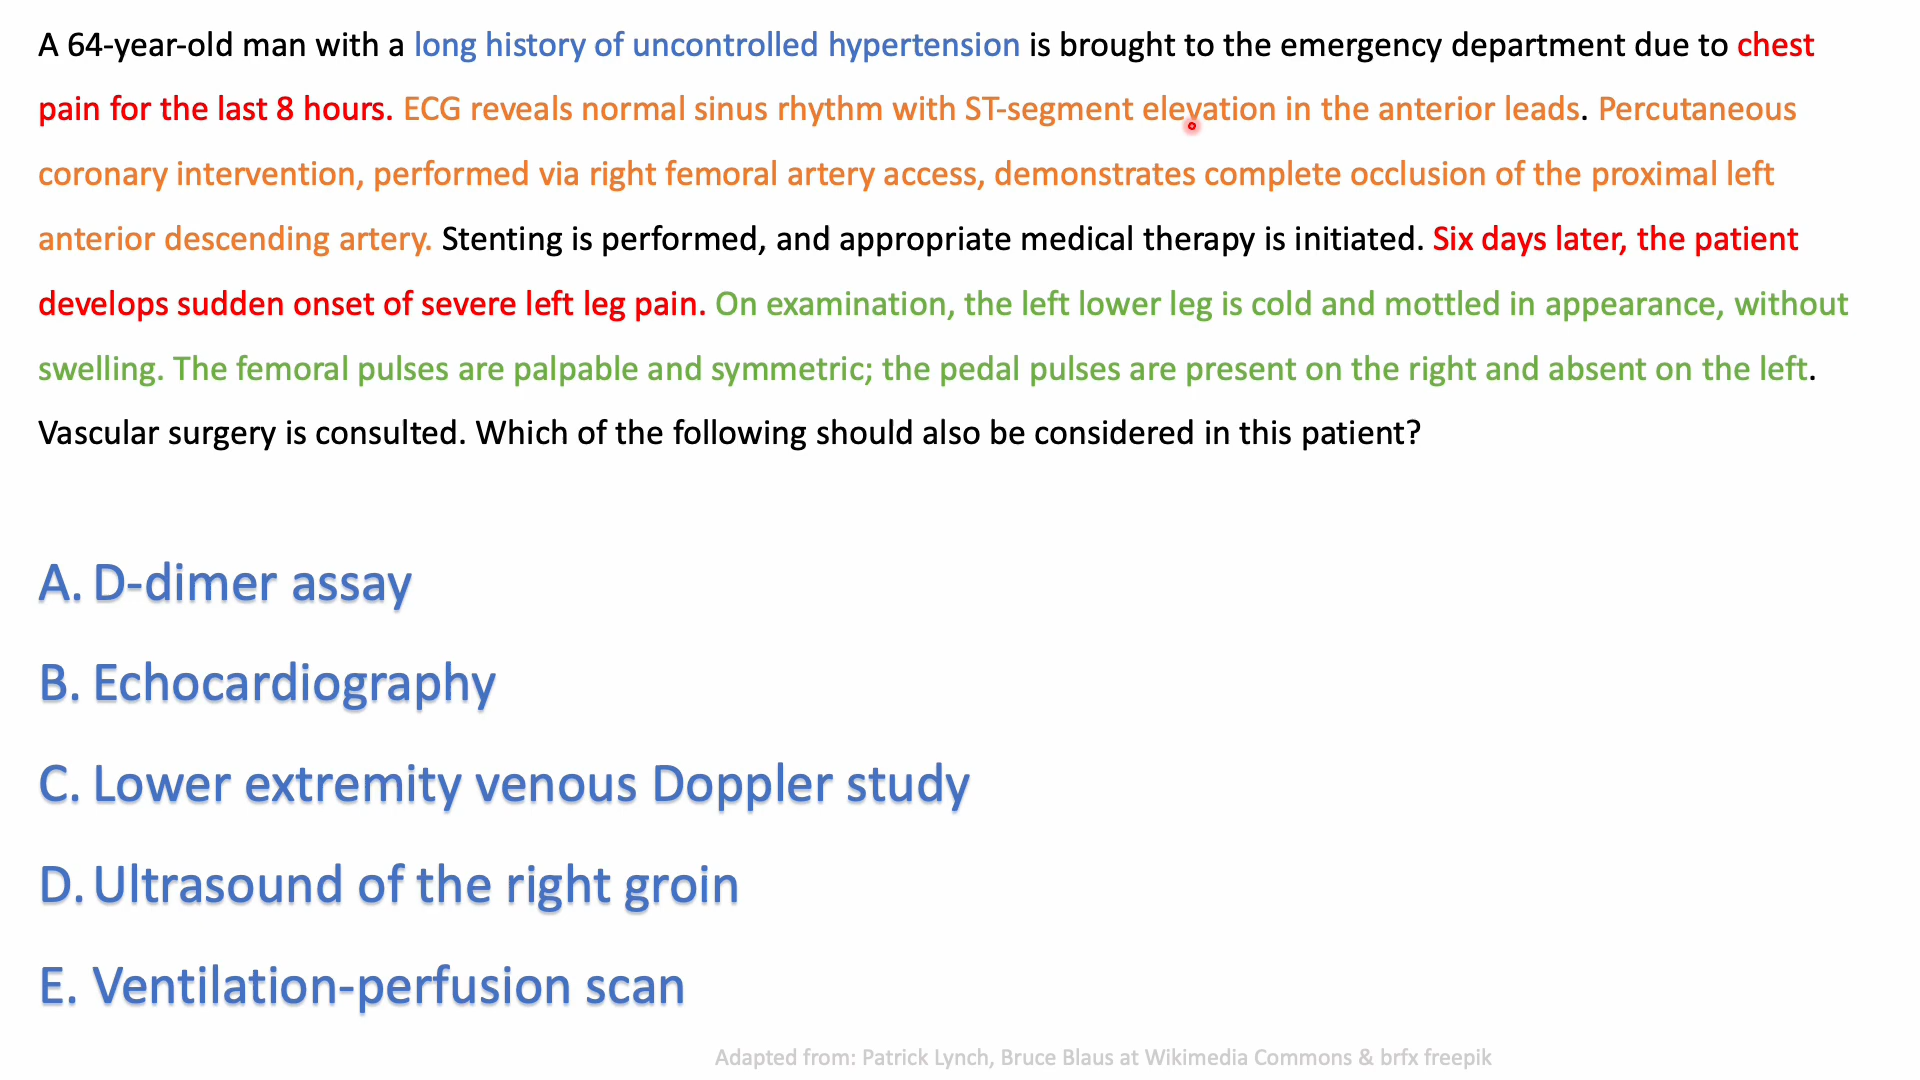 A 64-year-old man with a long history of uncontrolled hypertension is brought to the emergency department due to chest
pain for the last 8 hours. ECG reveals normal sinus rhythm with ST-segment elevation in the anterior leads. Percutaneous
coronary intervention, performed via right femoral artery access, demonstrates complete occlusion of the proximal left
anterior descending artery. Stenting is performed, and appropriate medical therapy is initiated. Six days later, the patient
develops sudden onset of severe left leg pain. On examination, the left lower leg is cold and mottled in appearance, without
swelling. The femoral pulses are palpable and symmetric; the pedal pulses are present on the right and absent on the left.
Vascular surgery is consulted. Which of the following should also be considered in this patient?
A. D-dimer assay
B. Echocardiography
C. Lower extremity venous Doppler study
D. Ultrasound of the right groin
E. Ventilation-perfusion scan
Adapted from: Patrick Lynch, Bruce Blaus at Wikimedia Commons & brfx freepik